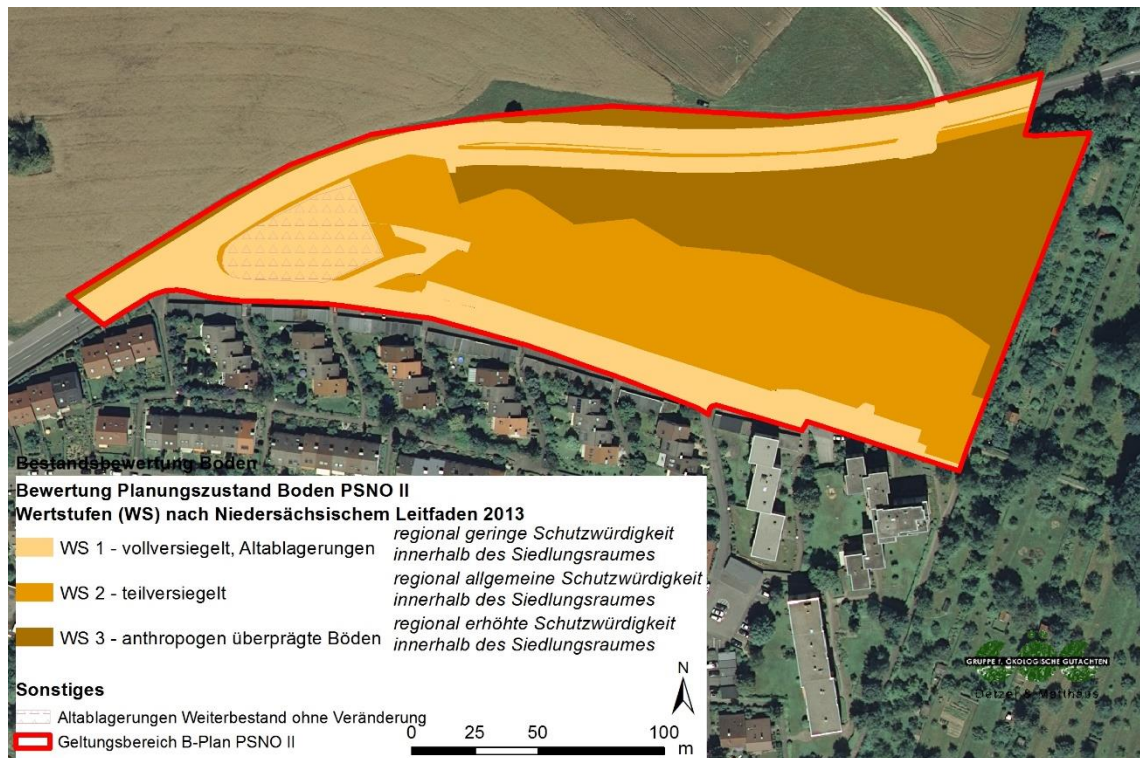 Bestandsbewertung Boden
Bewertung Planungszustand Boden PSNO II
Wertstufen (WS) nach Niedersächsischem Leitfaden 2013
WS 1 - vollversiegelt, Altablagerungen
regional geringe Schutzwürdigkeit
innerhalb des Siedlungsraumes
WS 2 - teilversiegelt
regional allgemeine Schutzwürdigkeit
innerhalb des Siedlungsraumes
WS 3 - anthropogen überprägte Böden
regional erhöhte Schutzwürdigkeit
innerhalb des Siedlungsraumes
Sonstiges
Altablagerungen Weiterbestand ohne Veränderung
Geltungsbereich B-Plan PSNO II
N
0 25 50 100
m
GRUPPE F. ÖKOLOGISCHE GUTACHTEN
Detzel & Matthäus